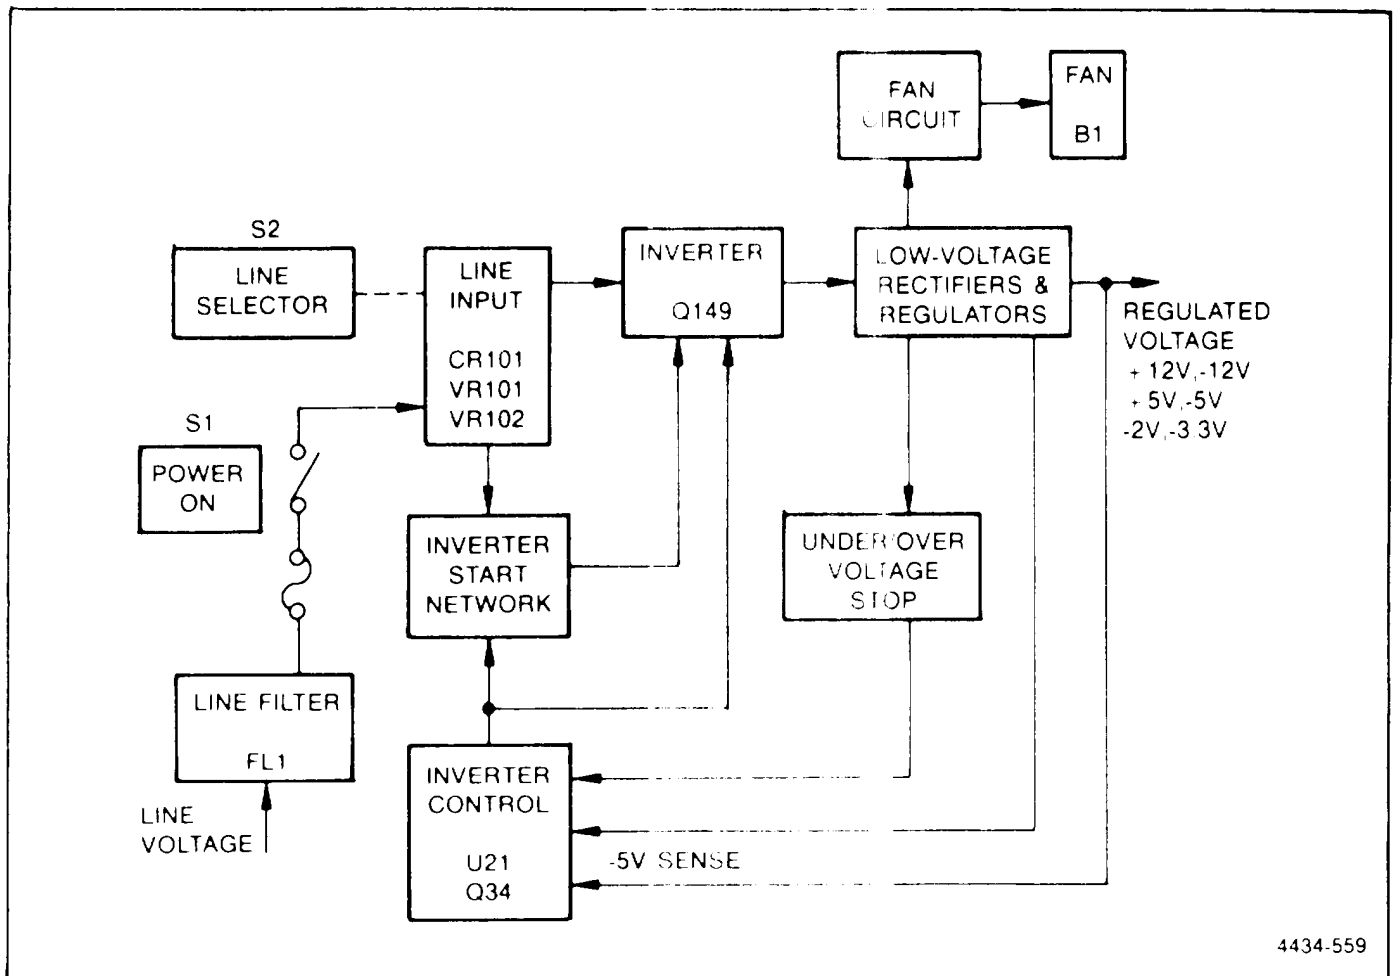 FAN
CIRCUIT
FAN
B1
S2
LINE
SELECTOR
LINE
INPUT
CR101
VR101
VR102
INVERTER
Q149
LOW-VOLTAGE
RECTIFIERS &
REGULATORS
REGULATED
VOLTAGE
+12V,-12V
+5V,-5V
-2V,-3.3V
S1
POWER
ON
INVERTER
START
NETWORK
UNDER/OVER
VOLTAGE
STOP
LINE FILTER
FL1
LINE
VOLTAGE
INVERTER
CONTROL
U21
Q34
-5V SENSE
4434-559